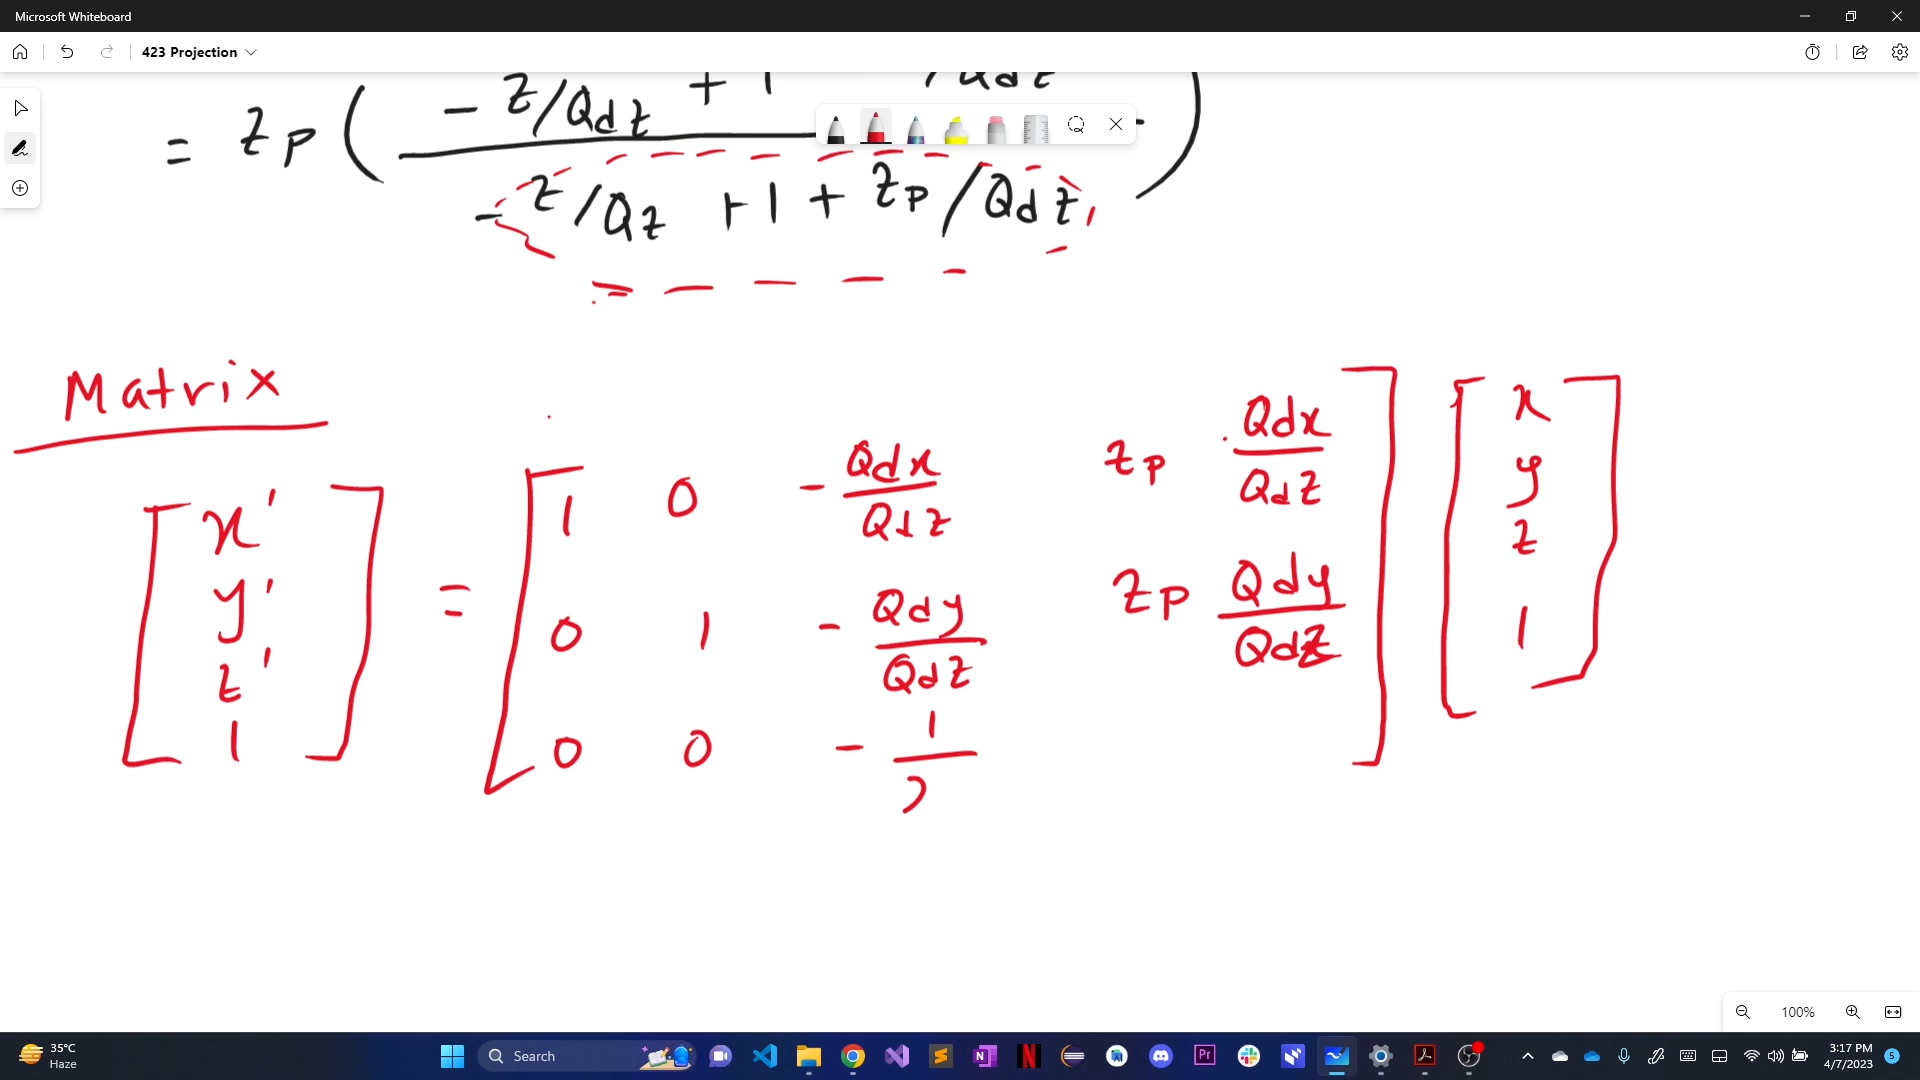 Microsoft Whiteboard
423 Projection
= zp ( - z/Qdz + 1
/Qdz )
- z/Qz + 1 + zp/Qdz
Matrix
[ x' y' z' 1 ] =
1 0 - Qdx/Qdz zp · Qdx/Qdz
0 1 - Qdy/Qdz zp Qdy/Qdz
0 0 - 1/
[ x y z 1 ]
100%
35°C
Haze
Search
3:17 PM
4/7/2023
5